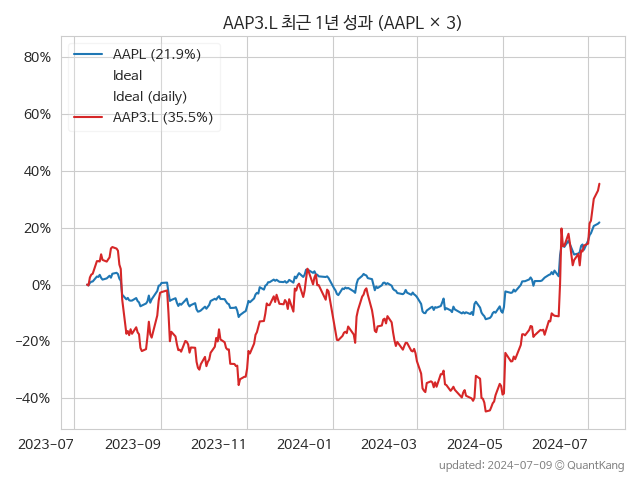 AAP3.L 최근 1년 성과 (AAPL × 3)
AAPL (21.9%)
Ideal
Ideal (daily)
AAP3.L (35.5%)
80%
60%
40%
20%
0%
−20%
−40%
2023-07
2023-09
2023-11
2024-01
2024-03
2024-05
2024-07
updated: 2024-07-09 © QuantKang